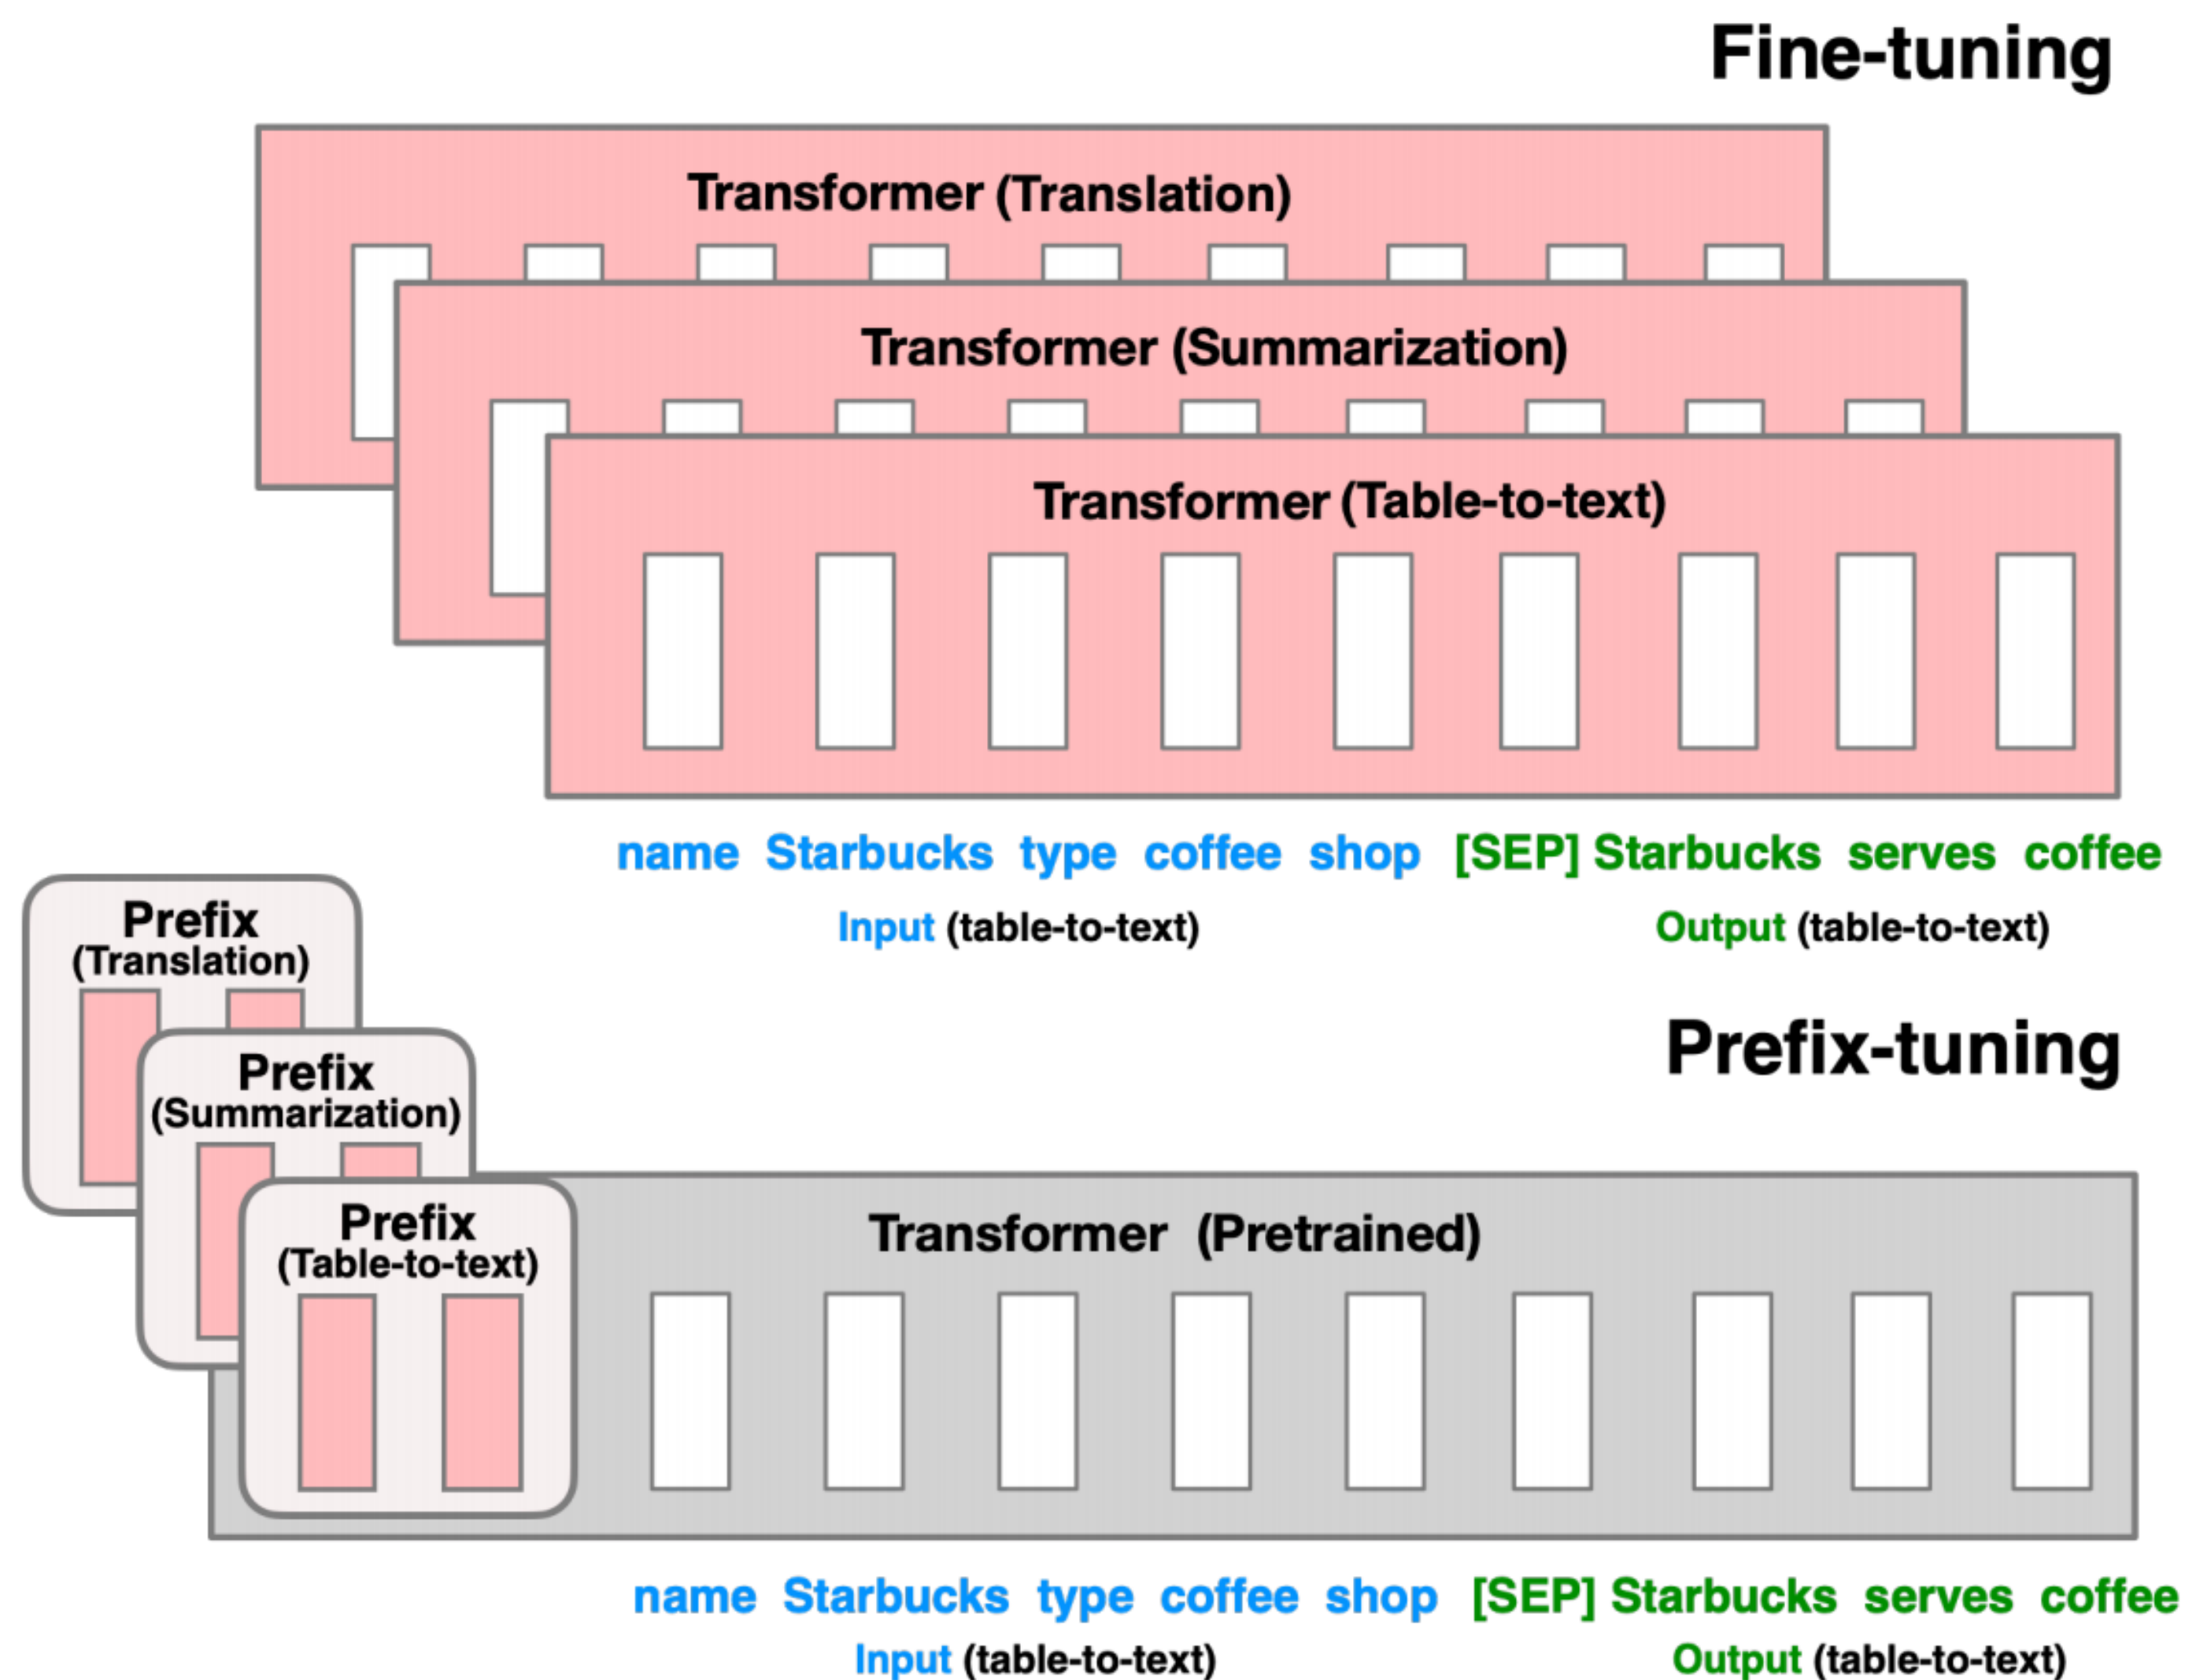 Fine-tuning
Transformer (Translation)
Transformer (Summarization)
Transformer (Table-to-text)
name Starbucks type coffee shop [SEP] Starbucks serves coffee
Input (table-to-text) Output (table-to-text)
Prefix
(Translation)
Prefix-tuning
Prefix
(Summarization)
Prefix
(Table-to-text)
Transformer (Pretrained)
name Starbucks type coffee shop [SEP] Starbucks serves coffee
Input (table-to-text) Output (table-to-text)